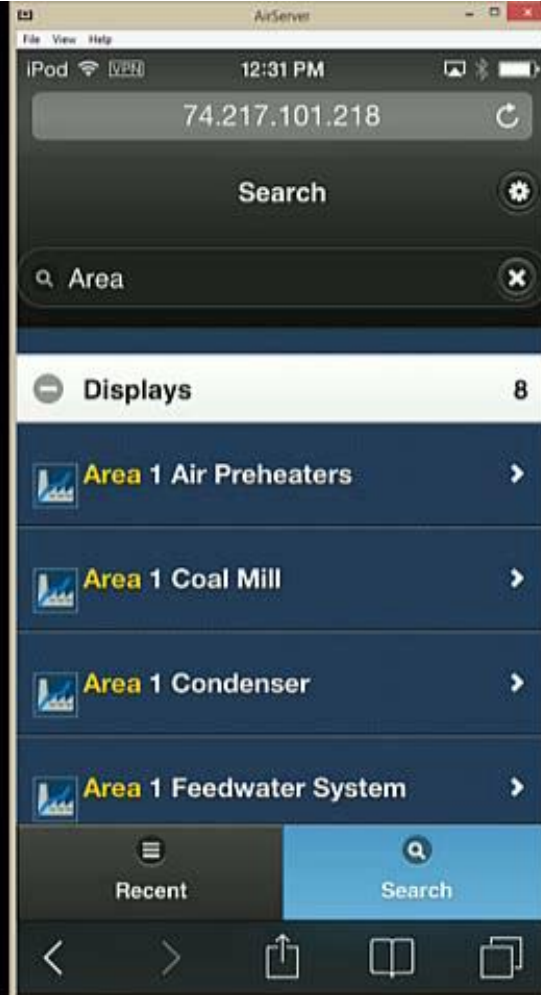 AirServer
File View Help
iPod VPN 12:31 PM
74.217.101.218
Search
Area
Displays 8
Area 1 Air Preheaters
Area 1 Coal Mill
Area 1 Condenser
Area 1 Feedwater System
Recent Search